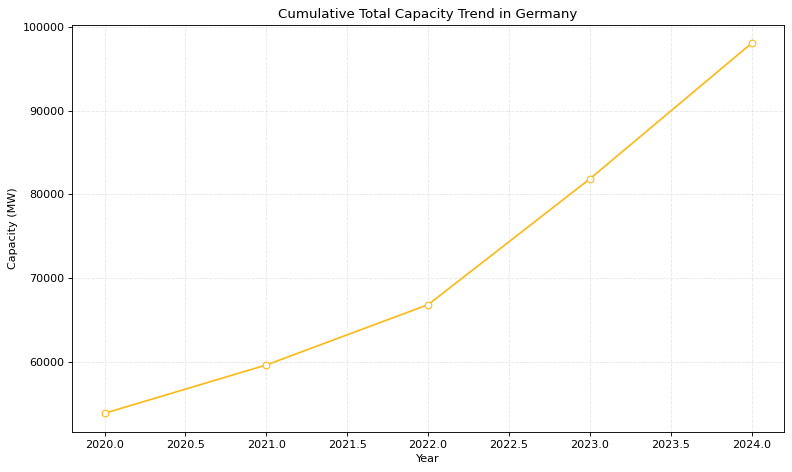 Cumulative Total Capacity Trend in Germany
100000
90000
80000
70000
60000
Capacity (MW)
2020.0 2020.5 2021.0 2021.5 2022.0 2022.5 2023.0 2023.5 2024.0
Year